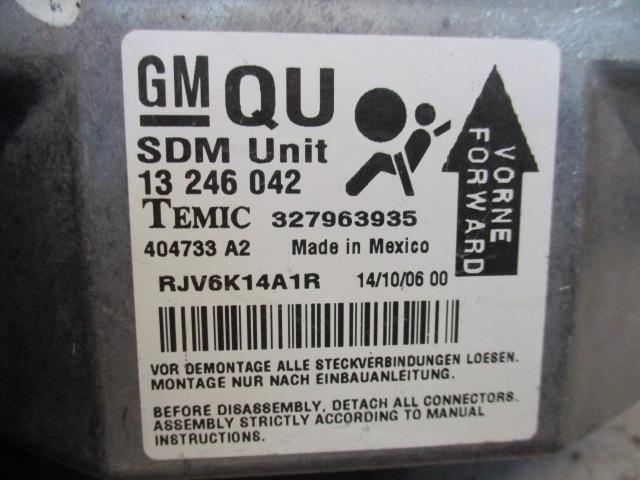 GM QU
SDM Unit
13 246 042
TEMIC 327963935
404733 A2 Made in Mexico
RJV6K14A1R 14/10/06 00
VORNE
FORWARD
VOR DEMONTAGE ALLE STECKVERBINDUNGEN LOESEN.
MONTAGE NUR NACH EINBAUANLEITUNG.
BEFORE DISASSEMBLY, DETACH ALL CONNECTORS.
ASSEMBLY STRICTLY ACCORDING TO MANUAL
INSTRUCTIONS.